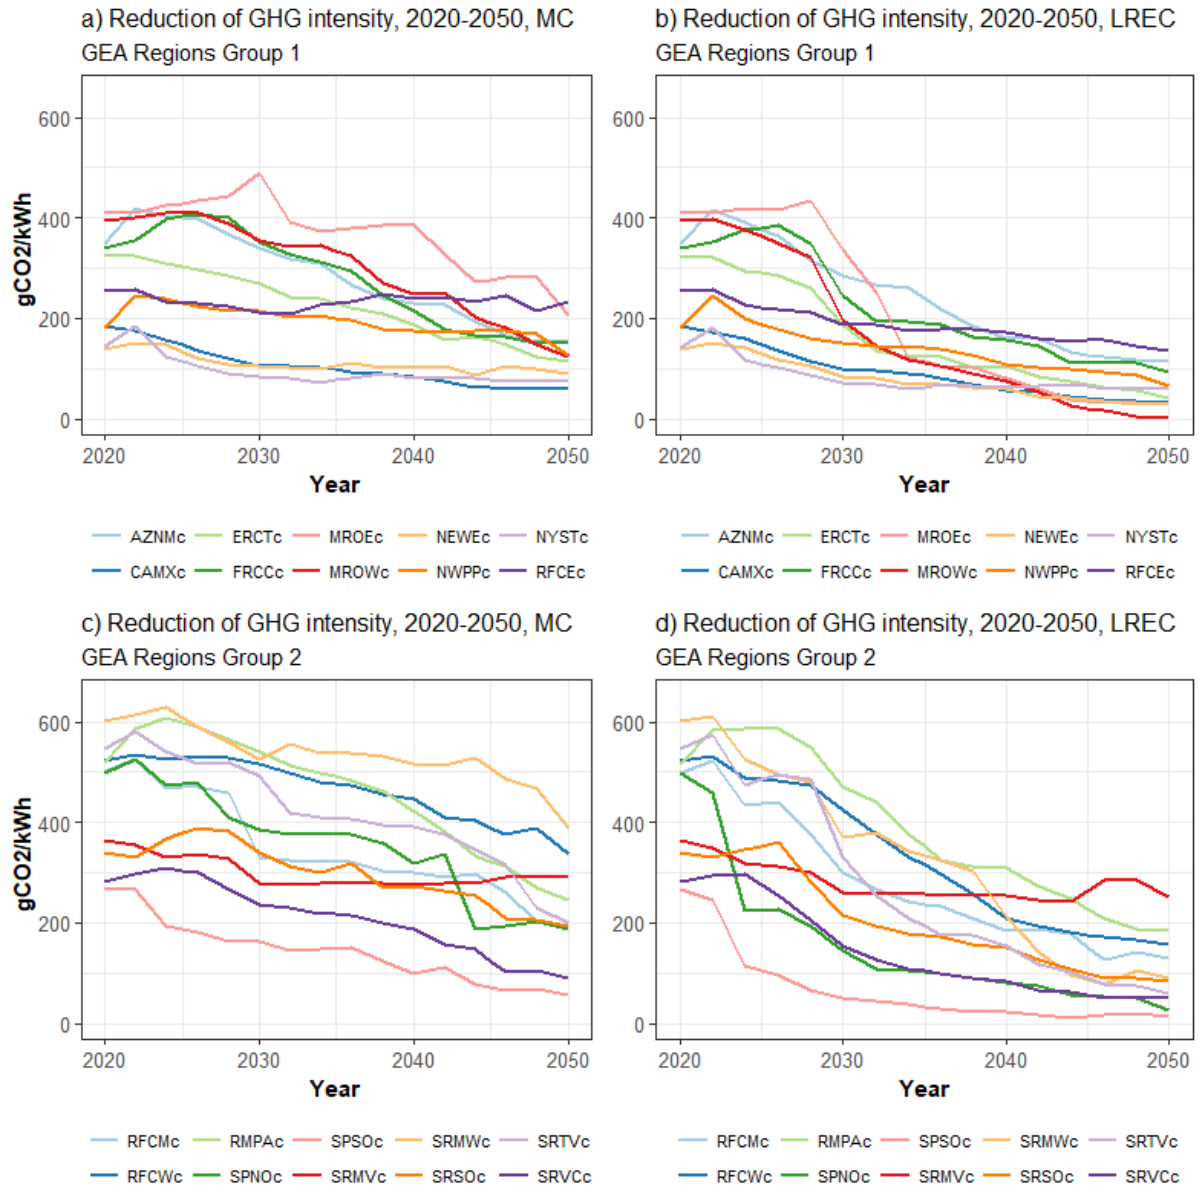 a) Reduction of GHG intensity, 2020-2050, MC
GEA Regions Group 1
600
400
200
0
gCO2/kWh
2020 2030 2040 2050
Year
AZNMc ERCTc MROEc NEWEc NYSTc
CAMXc FRCCc MROWc NWPPc RFCEc
b) Reduction of GHG intensity, 2020-2050, LREC
GEA Regions Group 1
600
400
200
0
2020 2030 2040 2050
Year
AZNMc ERCTc MROEc NEWEc NYSTc
CAMXc FRCCc MROWc NWPPc RFCEc
c) Reduction of GHG intensity, 2020-2050, MC
GEA Regions Group 2
600
400
200
0
gCO2/kWh
2020 2030 2040 2050
Year
RFCMc RMPAc SPSOc SRMWc SRTVc
RFCWc SPNOc SRMVc SRSOc SRVCc
d) Reduction of GHG intensity, 2020-2050, LREC
GEA Regions Group 2
600
400
200
0
2020 2030 2040 2050
Year
RFCMc RMPAc SPSOc SRMWc SRTVc
RFCWc SPNOc SRMVc SRSOc SRVCc